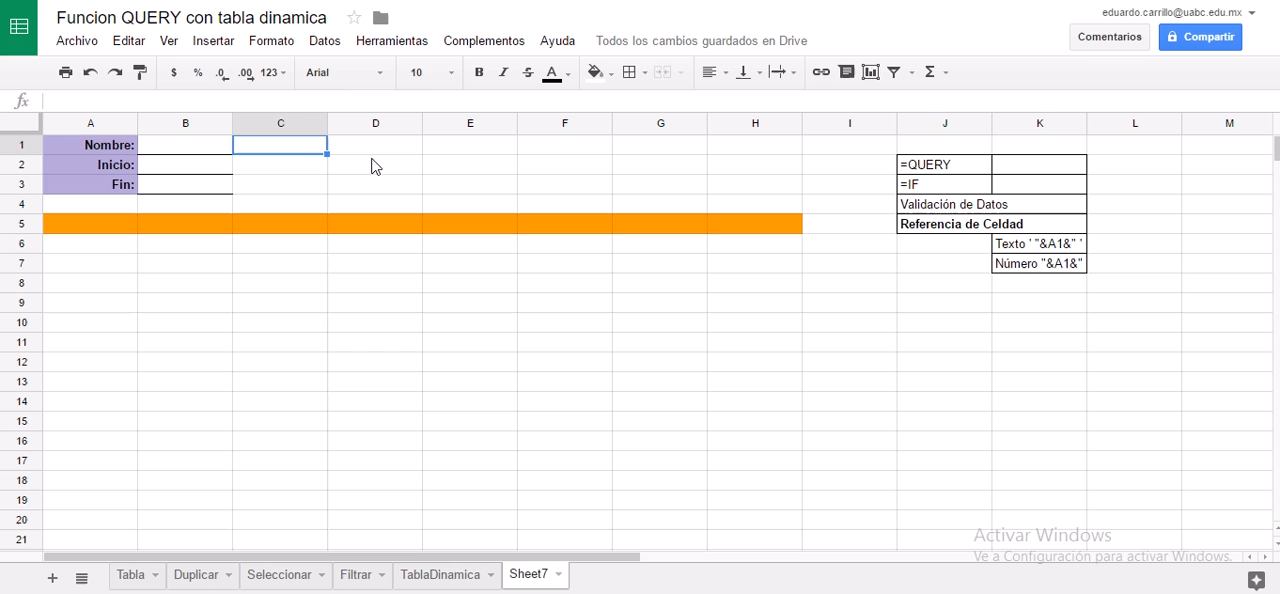 Funcion QUERY con tabla dinamica
eduardo.carrillo@uabc.edu.mx
Archivo Editar Ver Insertar Formato Datos Herramientas Complementos Ayuda Todos los cambios guardados en Drive
Comentarios
Compartir
$ % .0 .00 123 Arial 10 B I S A Σ
fx
A B C D E F G H I J K L M
1 Nombre:
2 Inicio: =QUERY
3 Fin: =IF
4 Validación de Datos
5 Referencia de Celdad
6 Texto ' "&A1&" '
7 Número "&A1&"
8
9
10
11
12
13
14
15
16
17
18
19
20
21
Activar Windows
Ve a Configuración para activar Windows.
+ Tabla Duplicar Seleccionar Filtrar TablaDinamica Sheet7